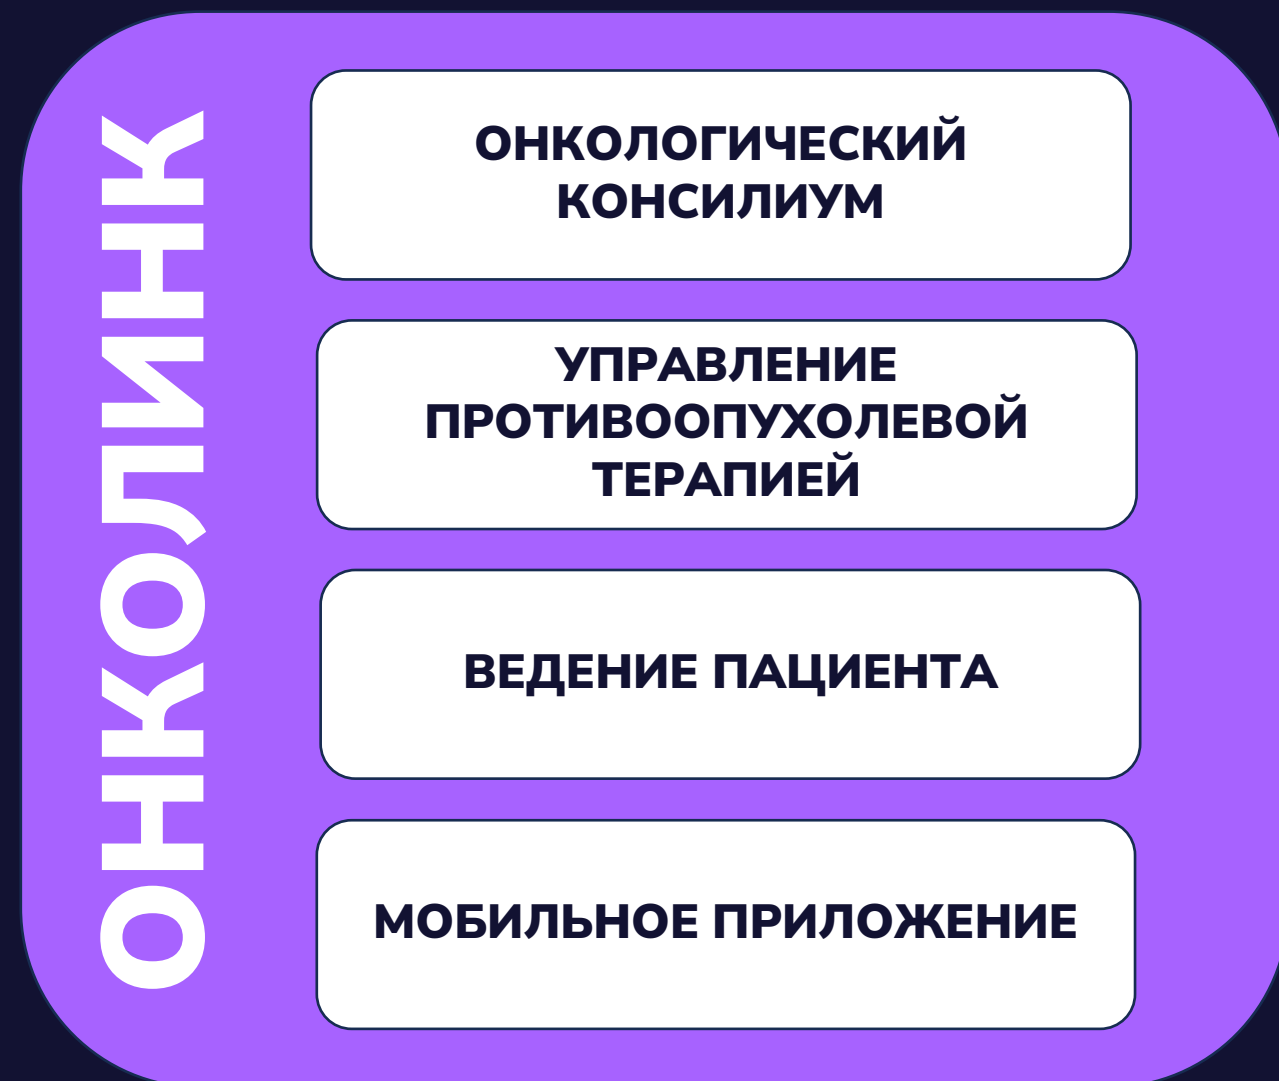 ОНКОЛИНК
ОНКОЛОГИЧЕСКИЙ
КОНСИЛИУМ
УПРАВЛЕНИЕ
ПРОТИВООПУХОЛЕВОЙ
ТЕРАПИЕЙ
ВЕДЕНИЕ ПАЦИЕНТА
МОБИЛЬНОЕ ПРИЛОЖЕНИЕ